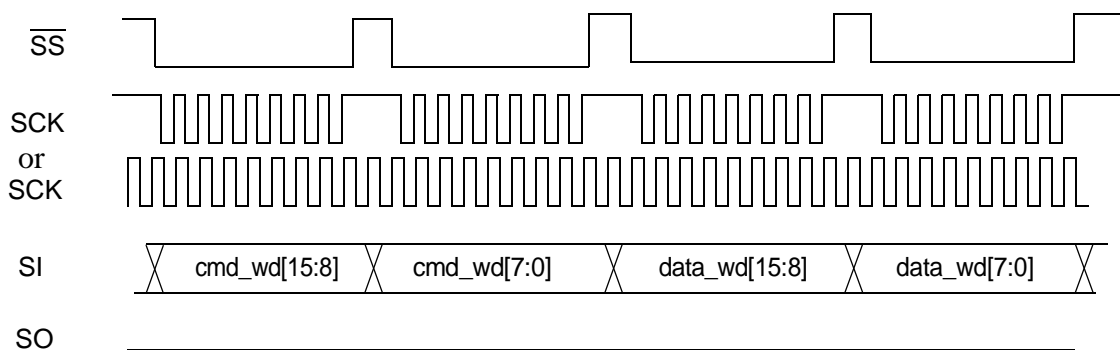 SS
SCK
or
SCK
SI
cmd_wd[15:8]
cmd_wd[7:0]
data_wd[15:8]
data_wd[7:0]
SO